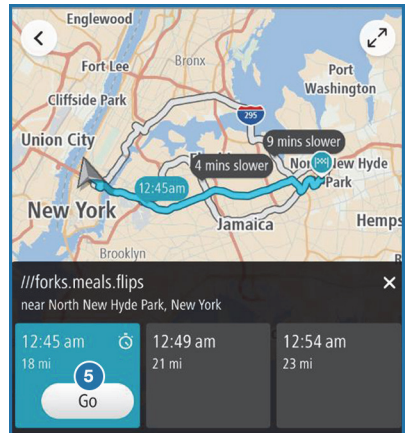 Englewood
Bronx
Fort Lee
Port
Washington
Cliffside Park
295
Union City
9 mins slower
4 mins slower
New Hyde
Park
12:45am
New York
Jamaica
Hemps
Brooklyn
///forks.meals.flips
near North New Hyde Park, New York
12:45 am
18 mi
12:49 am
21 mi
12:54 am
23 mi
5
Go